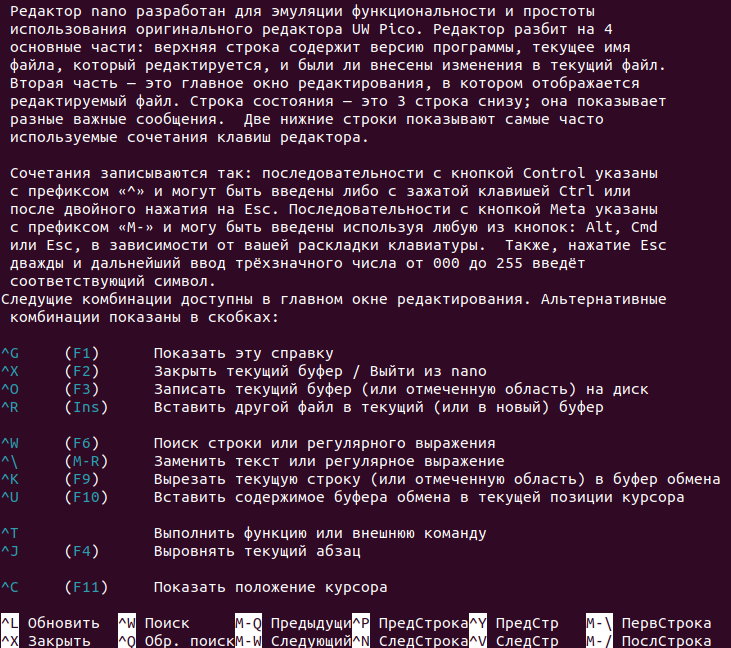 Редактор nano разработан для эмуляции функциональности и простоты
использования оригинального редактора UW Pico. Редактор разбит на 4
основные части: верхняя строка содержит версию программы, текущее имя
файла, который редактируется, и были ли внесены изменения в текущий файл.
Вторая часть — это главное окно редактирования, в котором отображается
редактируемый файл. Строка состояния — это 3 строка снизу; она показывает
разные важные сообщения.  Две нижние строки показывают самые часто
используемые сочетания клавиш редактора.
Сочетания записываются так: последовательности с кнопкой Control указаны
с префиксом «^» и могут быть введены либо с зажатой клавишей Ctrl или
после двойного нажатия на Esc. Последовательности с кнопкой Meta указаны
с префиксом «M-» и могу быть введены используя любую из кнопок: Alt, Cmd
или Esc, в зависимости от вашей раскладки клавиатуры.  Также, нажатие Esc
дважды и дальнейший ввод трёхзначного числа от 000 до 255 введёт
соответствующий символ.
Следущие комбинации доступны в главном окне редактирования. Альтернативные
комбинации показаны в скобках:
^G (F1) Показать эту справку
^X (F2) Закрыть текущий буфер / Выйти из nano
^O (F3) Записать текущий буфер (или отмеченную область) на диск
^R (Ins) Вставить другой файл в текущий (или в новый) буфер
^W (F6) Поиск строки или регулярного выражения
^\ (M-R) Заменить текст или регулярное выражение
^K (F9) Вырезать текущую строку (или отмеченную область) в буфер обмена
^U (F10) Вставить содержимое буфера обмена в текущей позиции курсора
^T Выполнить функцию или внешнюю команду
^J (F4) Выровнять текущий абзац
^C (F11) Показать положение курсора
^L Обновить ^W Поиск M-Q Предыдущи^P ПредСтрока^Y ПредСтр M-\ ПервСтрока
^X Закрыть ^Q Обр. поискM-W Следующий^N СледСтрока^V СледСтр M-/ ПослСтрока